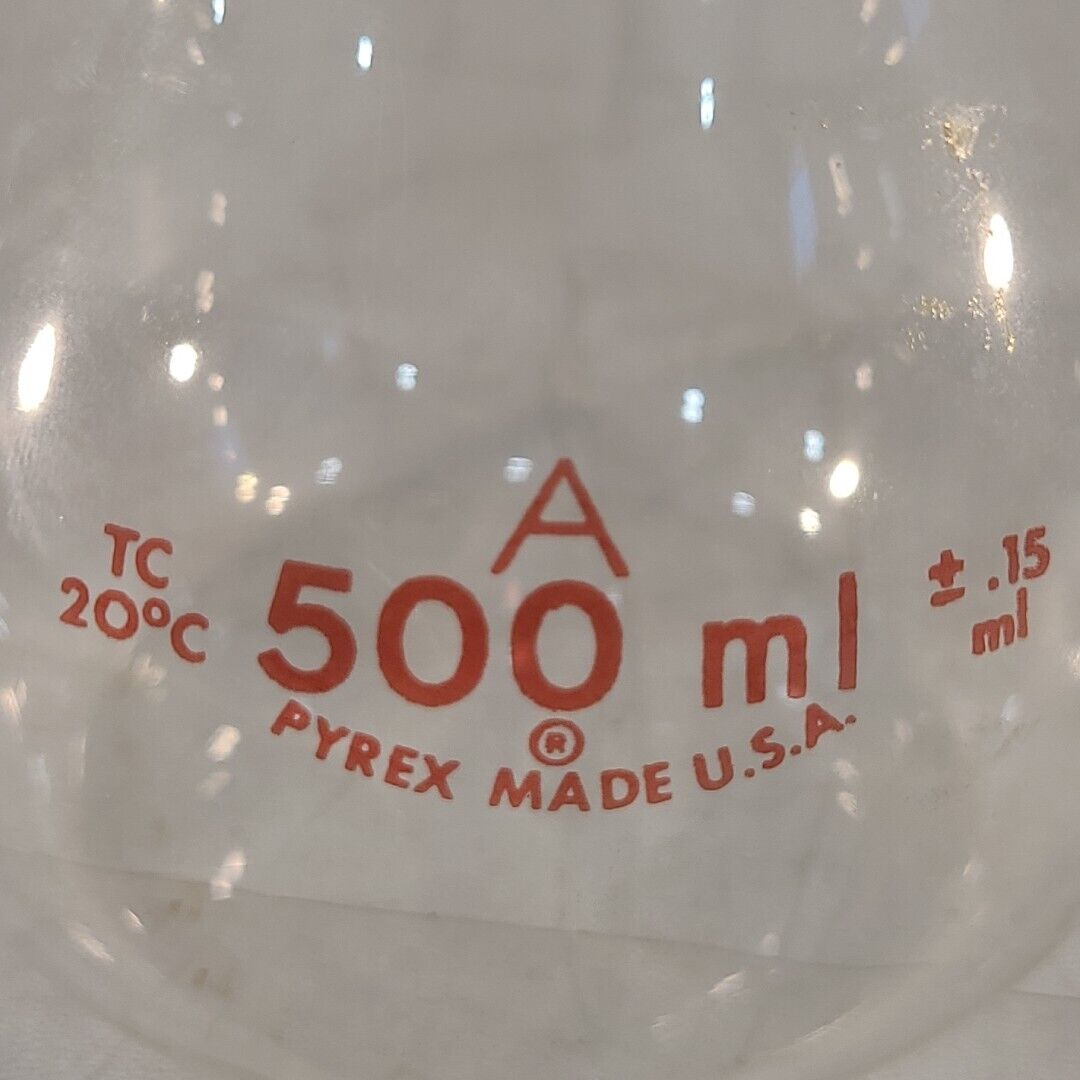 A
TC
20°C
500 ml
± .15
ml
®
PYREX MADE U.S.A.